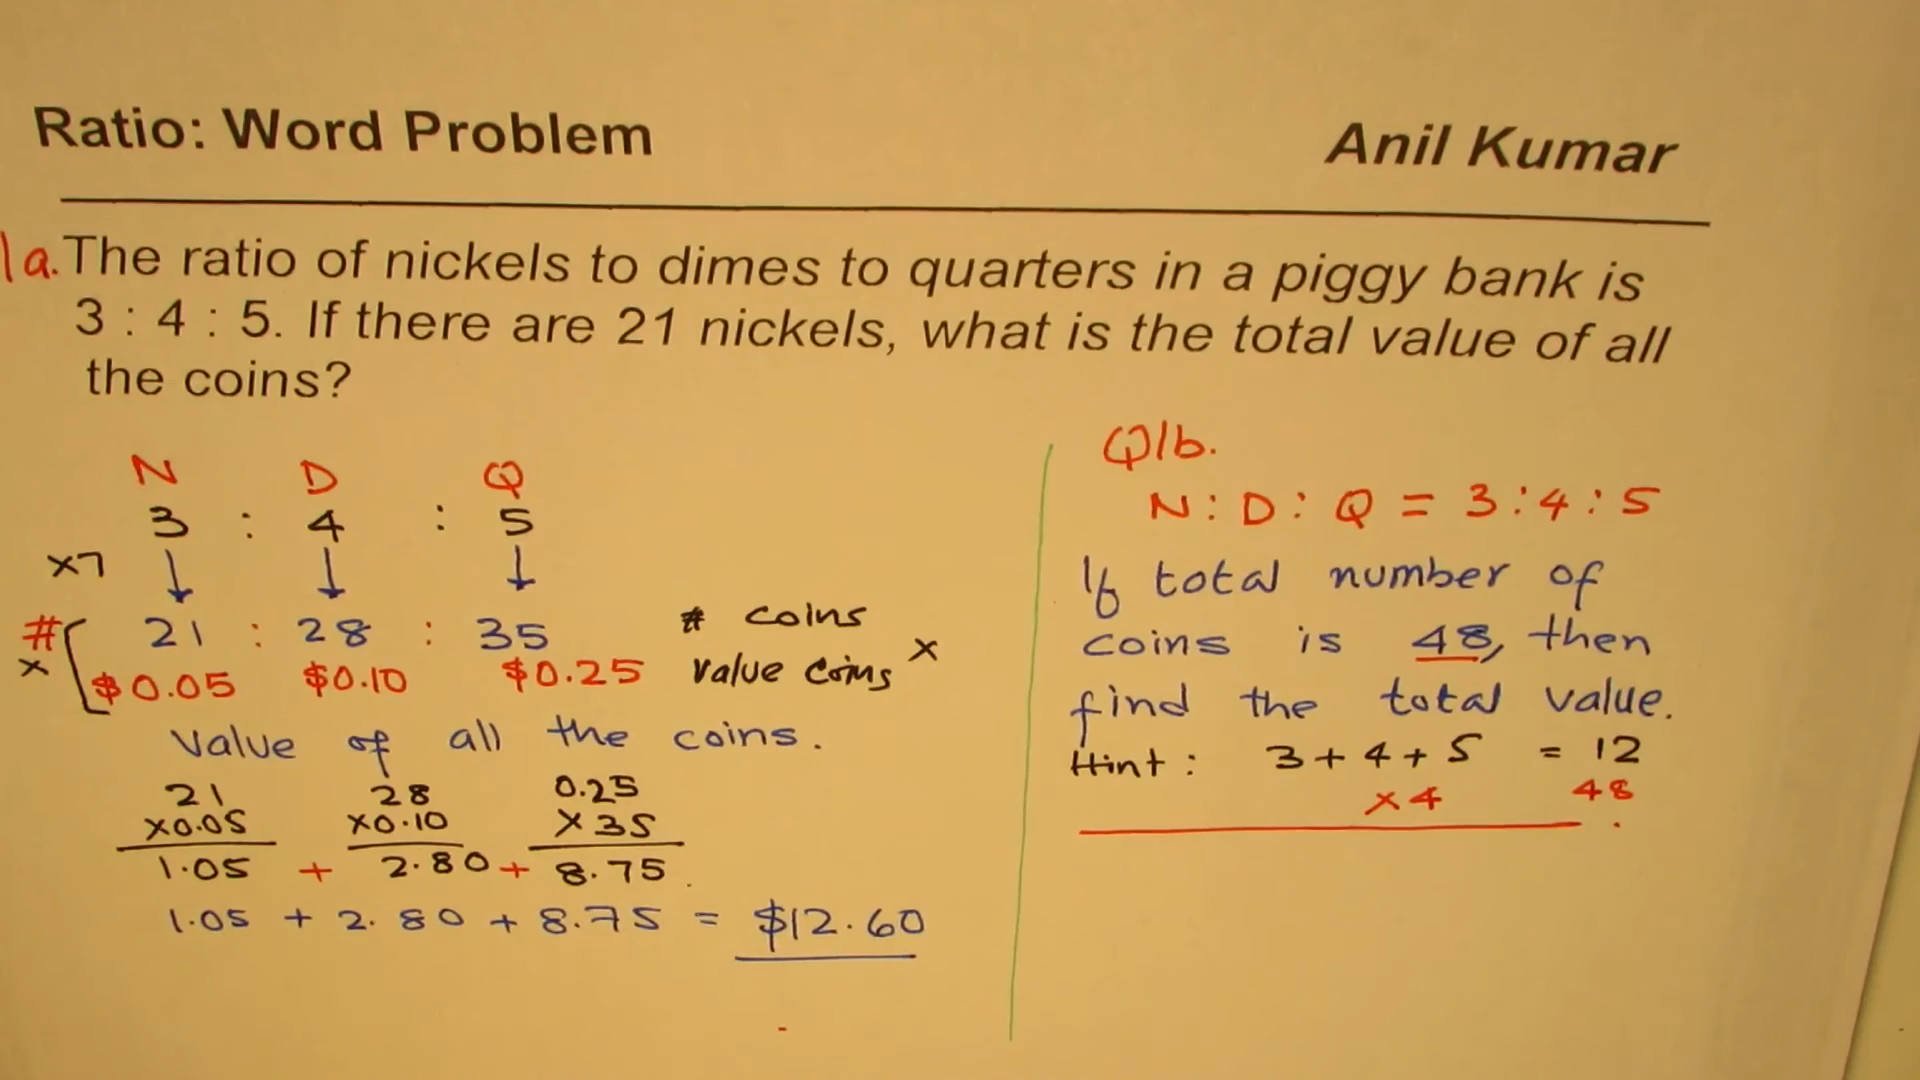 Ratio: Word Problem
Anil Kumar
1a. The ratio of nickels to dimes to quarters in a piggy bank is
3 : 4 : 5. If there are 21 nickels, what is the total value of all
the coins?
N D Q
3 : 4 : 5
×7
# 21 : 28 : 35 # coins
× $0.05 $0.10 $0.25 value coins ×
Value of all the coins.
21 28 0.25
×0.05 ×0.10 ×35
1.05 + 2.80 + 8.75
1.05 + 2.80 + 8.75 = $12.60
Q1b.
N : D : Q = 3 : 4 : 5
If total number of
coins is 48, then
find the total value.
Hint : 3 + 4 + 5 = 12
×4 48